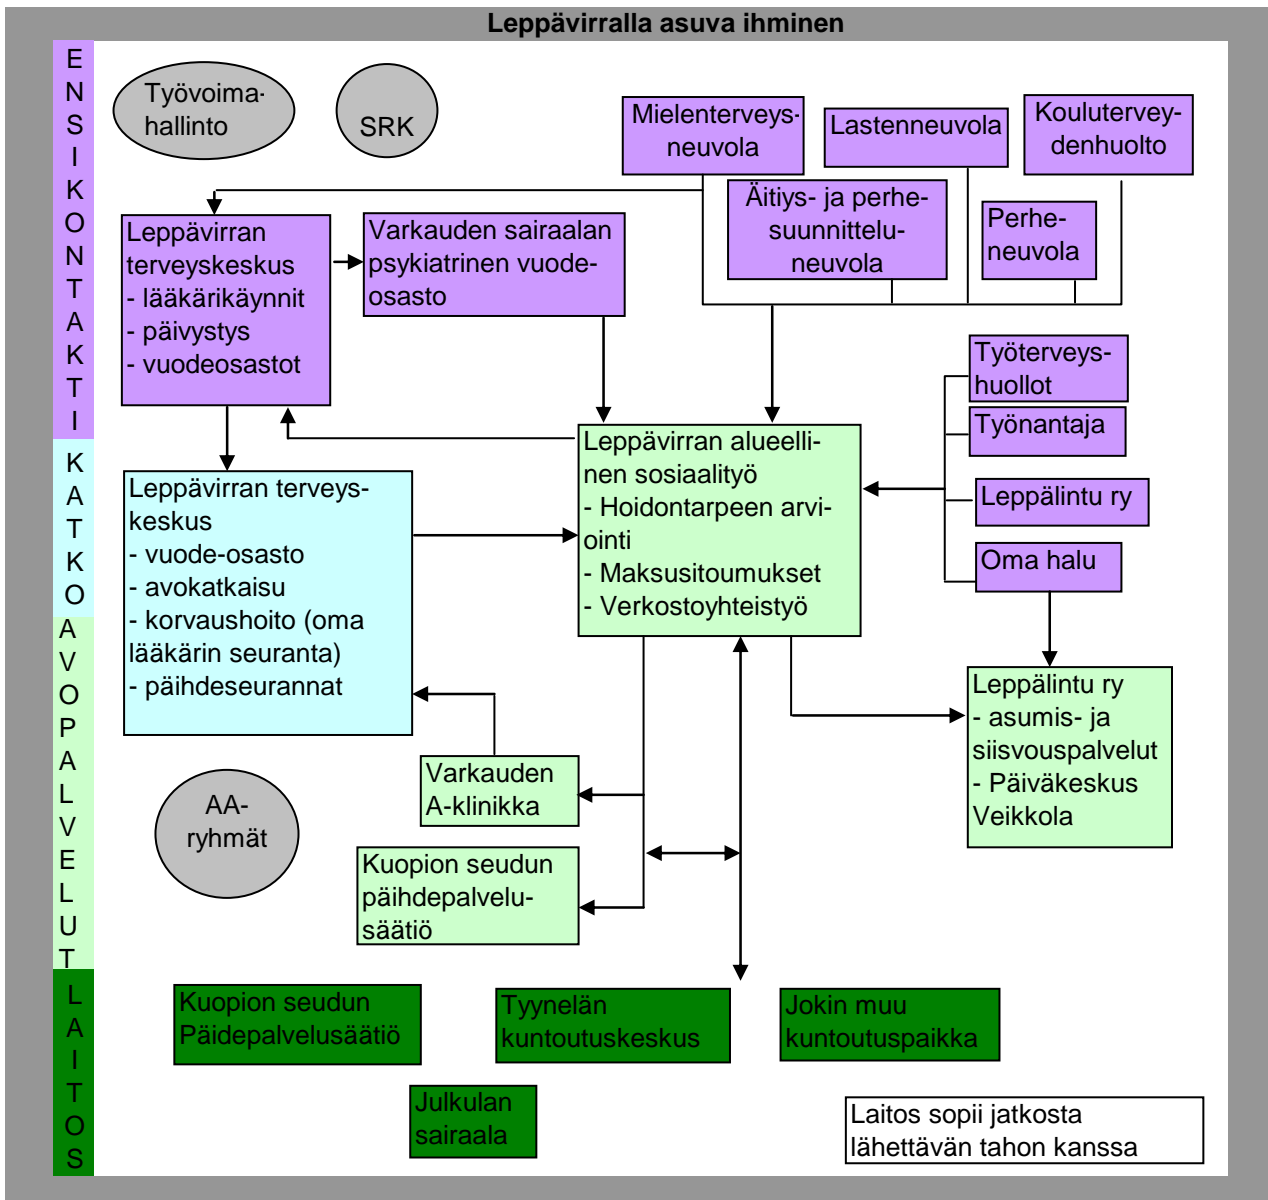 Leppävirralla asuva ihminen
ENSIKONTAKTI
KATKO
AVOPALVELUT
LAITOS
Työvoima-
hallinto
SRK
Mielenterveys-
neuvola
Lastenneuvola
Koulutervey-
denhuolto
Äitiys- ja perhe-
suunnittelu-
neuvola
Perhe-
neuvola
Leppävirran
terveyskeskus
- lääkärikäynnit
- päivystys
- vuodeosastot
Varkauden sairaalan
psykiatrinen vuode-
osasto
Työterveys-
huollot
Työnantaja
Leppälintu ry
Oma halu
Leppävirran terveys-
keskus
- vuode-osasto
- avokatkaisu
- korvaushoito (oma
lääkärin seuranta)
- päihdeseurannat
Leppävirran alueelli-
nen sosiaalityö
- Hoidontarpeen arvi-
ointi
- Maksusitoumukset
- Verkostoyhteistyö
Leppälintu ry
- asumis- ja
siisvouspalvelut
- Päiväkeskus
Veikkola
Varkauden
A-klinikka
AA-
ryhmät
Kuopion seudun
päihdepalvelu-
säätiö
Kuopion seudun
Päidepalvelusäätiö
Tyynelän
kuntoutuskeskus
Jokin muu
kuntoutuspaikka
Julkulan
sairaala
Laitos sopii jatkosta
lähettävän tahon kanssa